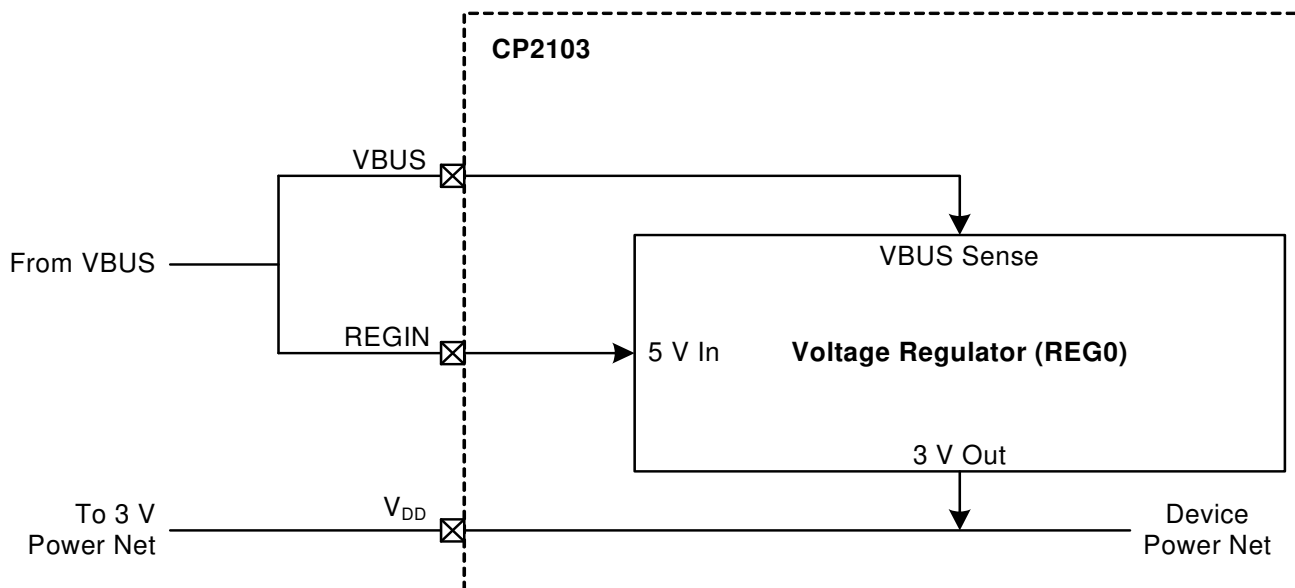 CP2103
VBUS
From VBUS
VBUS Sense
REGIN
5 V In
Voltage Regulator (REG0)
3 V Out
To 3 V
Power Net
VDD
Device
Power Net